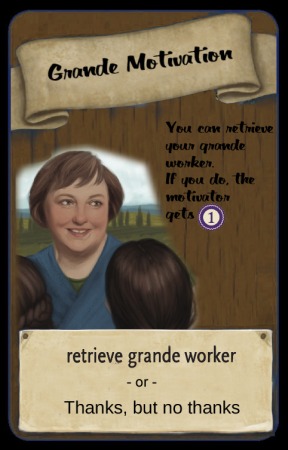 Grande Motivation
You can retrieve
your grande
worker.
If you do, the
motivator
gets 1
retrieve grande worker
- or -
Thanks, but no thanks